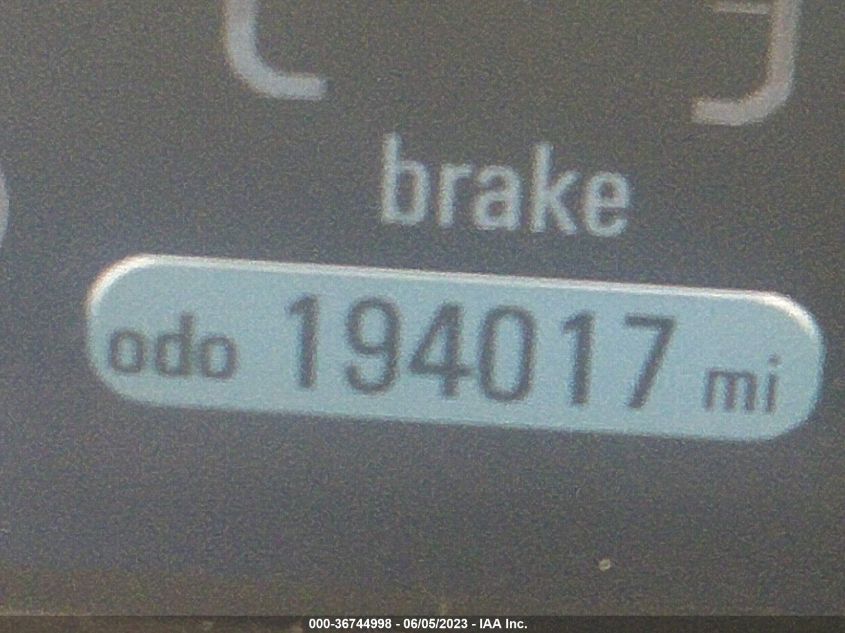 brake
odo 194017 mi
000-36744998 - 06/05/2023 - IAA Inc.